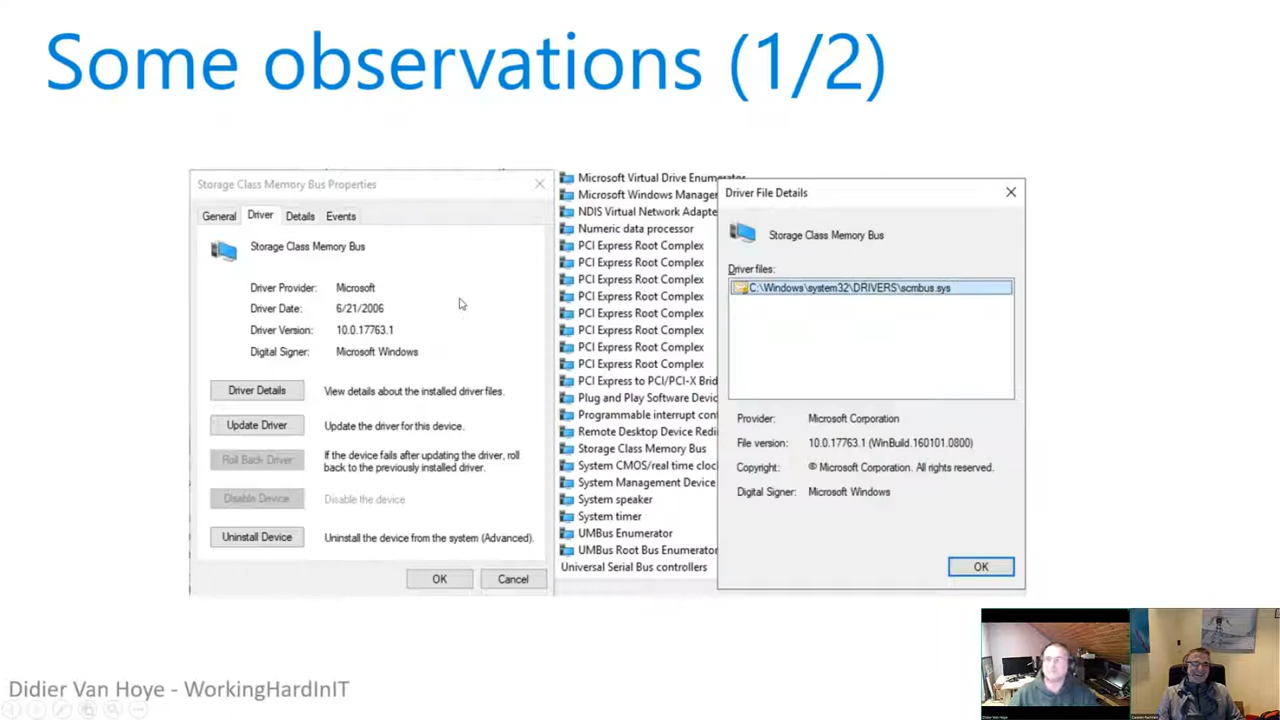 Some observations (1/2)
Storage Class Memory Bus Properties
General Driver Details Events
Storage Class Memory Bus
Driver Provider: Microsoft
Driver Date: 6/21/2006
Driver Version: 10.0.17763.1
Digital Signer: Microsoft Windows
Driver Details View details about the installed driver files.
Update Driver Update the driver for this device.
Roll Back Driver If the device fails after updating the driver, roll
back to the previously installed driver.
Disable Device Disable the device
Uninstall Device Uninstall the device from the system (Advanced).
OK Cancel
Microsoft Virtual Drive Enumerator
Microsoft Windows Manager
NDIS Virtual Network Adapte
Numeric data processor
PCI Express Root Complex
PCI Express Root Complex
PCI Express Root Complex
PCI Express Root Complex
PCI Express Root Complex
PCI Express Root Complex
PCI Express Root Complex
PCI Express Root Complex
PCI Express to PCI/PCI-X Brid
Plug and Play Software Devic
Programmable interrupt cont
Remote Desktop Device Redi
Storage Class Memory Bus
System CMOS/real time clock
System Management Device
System speaker
System timer
UMBus Enumerator
UMBus Root Bus Enumerator
Universal Serial Bus controllers
Driver File Details
Storage Class Memory Bus
Driver files:
C:\Windows\system32\DRIVERS\scmbus.sys
Provider: Microsoft Corporation
File version: 10.0.17763.1 (WinBuild.160101.0800)
Copyright: © Microsoft Corporation. All rights reserved.
Digital Signer: Microsoft Windows
OK
Didier Van Hoye - WorkingHardInIT
Didier Van Hoye